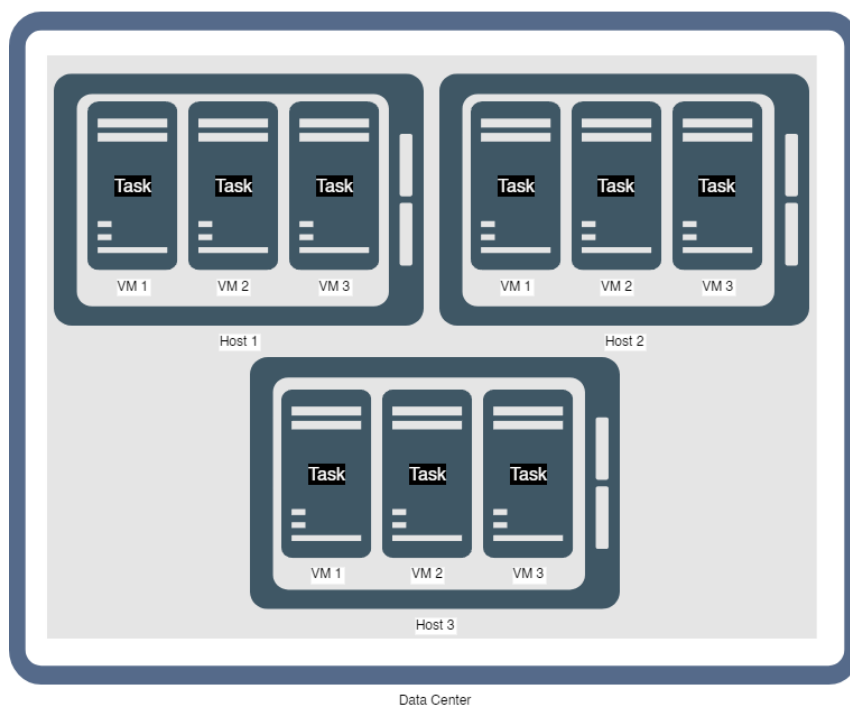 Task Task Task Task Task Task
VM 1 VM 2 VM 3 VM 1 VM 2 VM 3
Host 1 Host 2
Task Task Task
VM 1 VM 2 VM 3
Host 3
Data Center